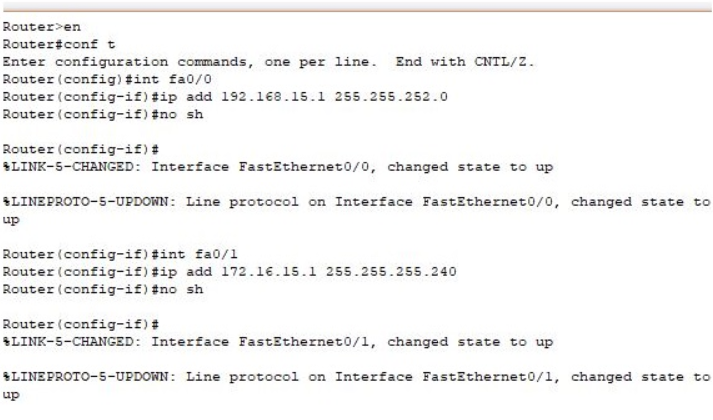 Router>en
Router#conf t
Enter configuration commands, one per line.  End with CNTL/Z.
Router(config)#int fa0/0
Router(config-if)#ip add 192.168.15.1 255.255.252.0
Router(config-if)#no sh
Router(config-if)#
%LINK-5-CHANGED: Interface FastEthernet0/0, changed state to up
%LINEPROTO-5-UPDOWN: Line protocol on Interface FastEthernet0/0, changed state to
up
Router(config-if)#int fa0/1
Router(config-if)#ip add 172.16.15.1 255.255.255.240
Router(config-if)#no sh
Router(config-if)#
%LINK-5-CHANGED: Interface FastEthernet0/1, changed state to up
%LINEPROTO-5-UPDOWN: Line protocol on Interface FastEthernet0/1, changed state to
up